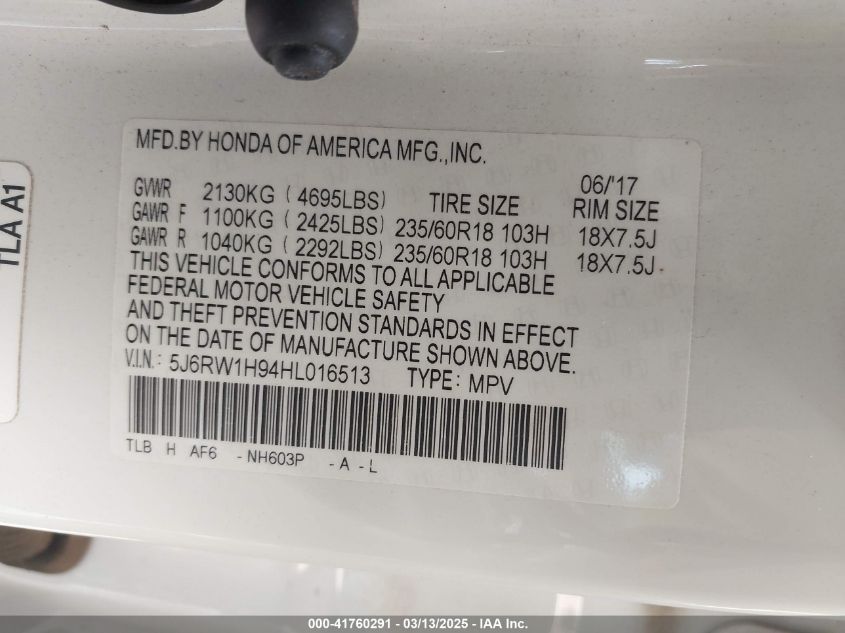 MFD.BY HONDA OF AMERICA MFG.,INC.
06/'17
GVWR 2130KG ( 4695LBS) TIRE SIZE RIM SIZE
GAWR F 1100KG ( 2425LBS) 235/60R18 103H 18X7.5J
GAWR R 1040KG ( 2292LBS) 235/60R18 103H 18X7.5J
THIS VEHICLE CONFORMS TO ALL APPLICABLE
FEDERAL MOTOR VEHICLE SAFETY
AND THEFT PREVENTION STANDARDS IN EFFECT
ON THE DATE OF MANUFACTURE SHOWN ABOVE.
V.I.N.: 5J6RW1H94HL016513 TYPE: MPV
TLB H AF6 - NH603P - A - L
TLA A1
000-41760291 - 03/13/2025 - IAA Inc.